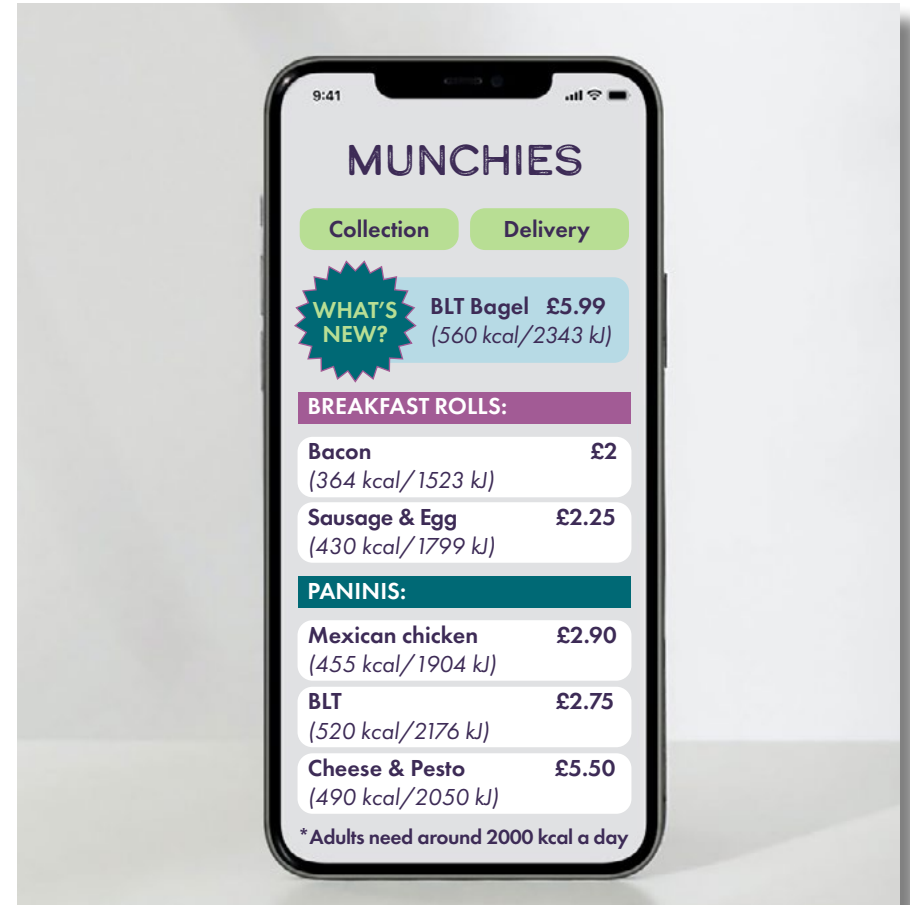 9:41
MUNCHIES
Collection Delivery
WHAT'S NEW?
BLT Bagel £5.99
(560 kcal/2343 kJ)
BREAKFAST ROLLS:
Bacon £2
(364 kcal/1523 kJ)
Sausage & Egg £2.25
(430 kcal/1799 kJ)
PANINIS:
Mexican chicken £2.90
(455 kcal/1904 kJ)
BLT £2.75
(520 kcal/2176 kJ)
Cheese & Pesto £5.50
(490 kcal/2050 kJ)
*Adults need around 2000 kcal a day